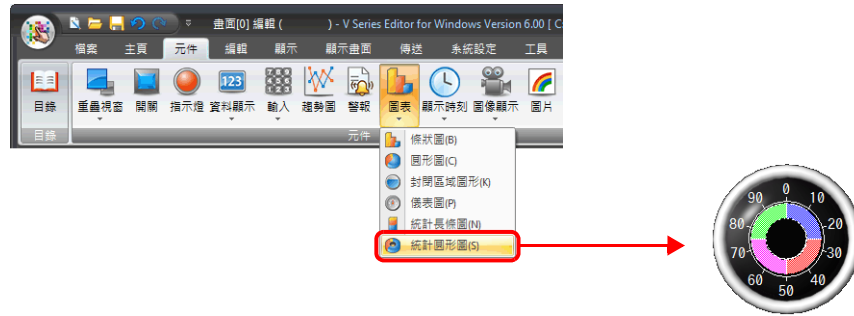 畫面[0] 編輯 (          ) - V Series Editor for Windows Version 6.00 [ C
檔案 主頁 元件 編輯 顯示 顯示畫面 傳送 系統設定 工具
目錄 重疊視窗 開關 指示燈 資料顯示 輸入 趨勢圖 警報 圖表 顯示時刻 圖像顯示 圖片
123
目錄 元件
條狀圖(B)
圓形圖(C)
封閉區域圖形(K)
儀表圖(P)
統計長條圖(N)
統計圓形圖(S)
0
90 10
80 20
70 30
60 40
50